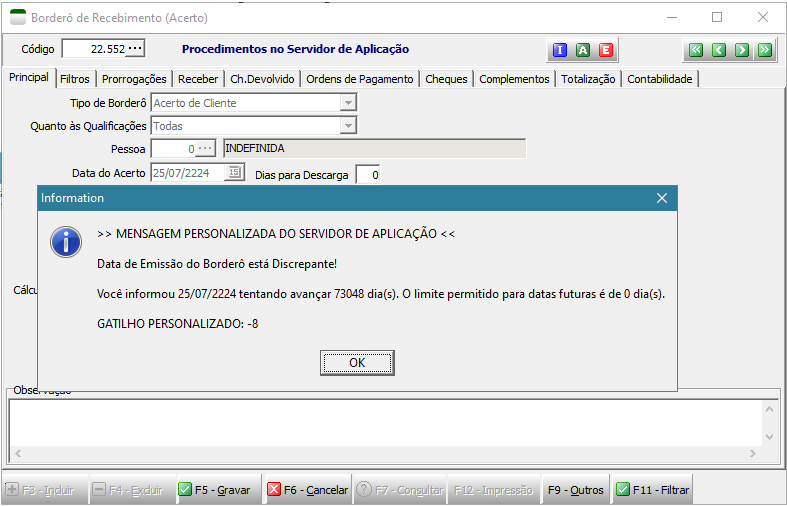 Borderô de Recebimento (Acerto)
Código 22.552 ··· Procedimentos no Servidor de Aplicação I A E
Principal Filtros Prorrogações Receber Ch.Devolvido Ordens de Pagamento Cheques Complementos Totalização Contabilidade
Tipo de Borderô Acerto de Cliente
Quanto às Qualificações Todas
Pessoa 0 ··· INDEFINIDA
Data do Acerto 25/07/2224 15 Dias para Descarga 0
Information
>> MENSAGEM PERSONALIZADA DO SERVIDOR DE APLICAÇÃO <<
Data de Emissão do Borderô está Discrepante!
Você informou 25/07/2224 tentando avançar 73048 dia(s). O limite permitido para datas futuras é de 0 dia(s).
GATILHO PERSONALIZADO: -8
OK
Observação
F3 - Incluir F4 - Excluir F5 - Gravar F6 - Cancelar F7 - Consultar F12 - Impressão F9 - Outros F11 - Filtrar